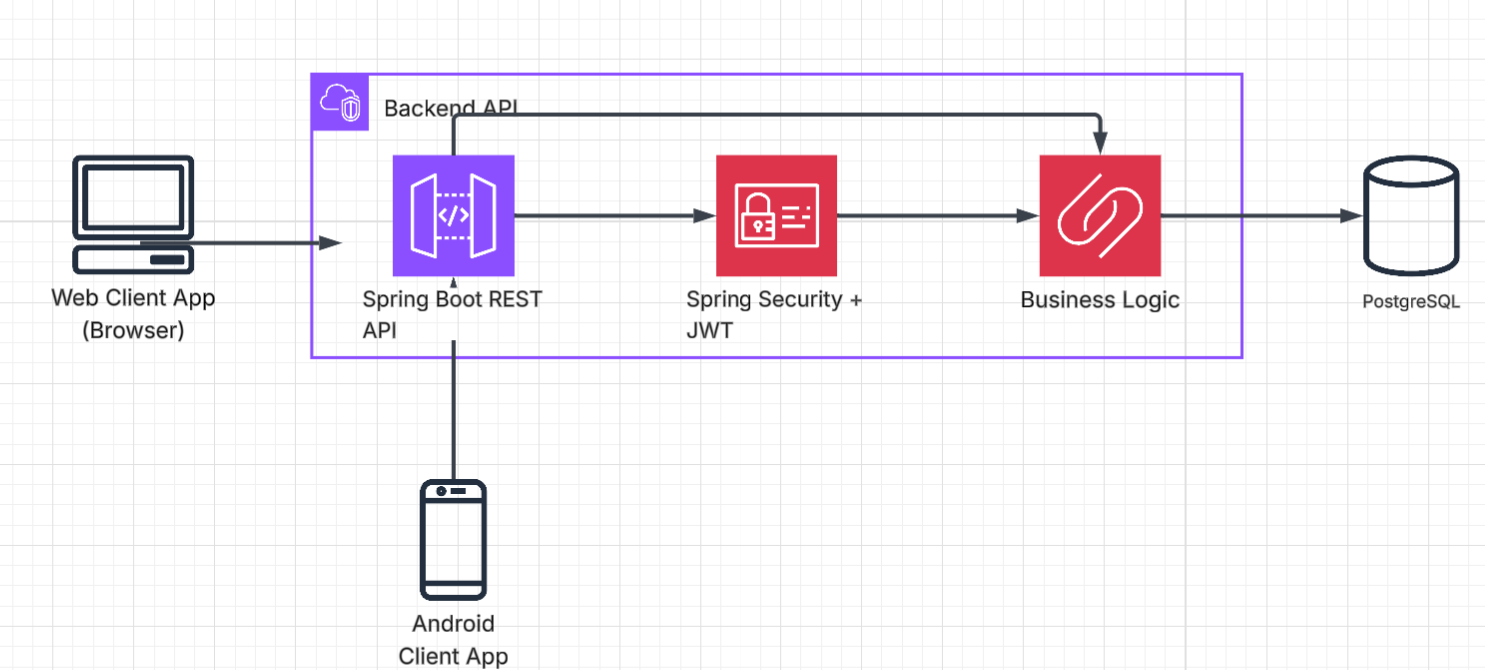 Backend API
Web Client App
(Browser)
Spring Boot REST
API
Spring Security +
JWT
Business Logic
PostgreSQL
Android
Client App